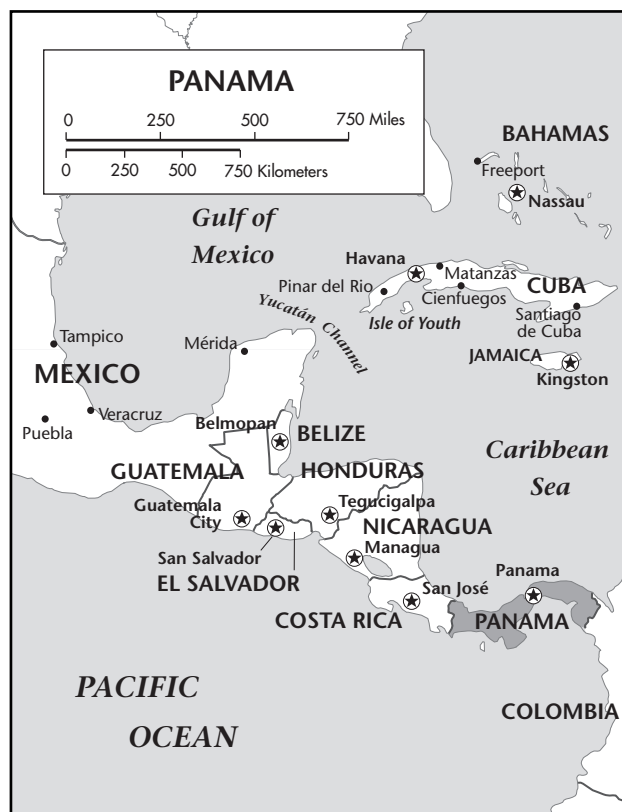 PANAMA
0 250 500 750 Miles
0 250 500 750 Kilometers
BAHAMAS
Freeport
Nassau
Gulf of
Mexico
Havana
Matanzas
Pinar del Rio
CUBA
Cienfuegos
Isle of Youth
Santiago
de Cuba
Yucatán Channel
Tampico
Mérida
JAMAICA
MEXICO
Kingston
Veracruz
Puebla
Belmopan
BELIZE
Caribbean
Sea
GUATEMALA
HONDURAS
Guatemala
City
Tegucigalpa
NICARAGUA
San Salvador
Managua
EL SALVADOR
San José
Panama
COSTA RICA
PANAMA
PACIFIC
OCEAN
COLOMBIA